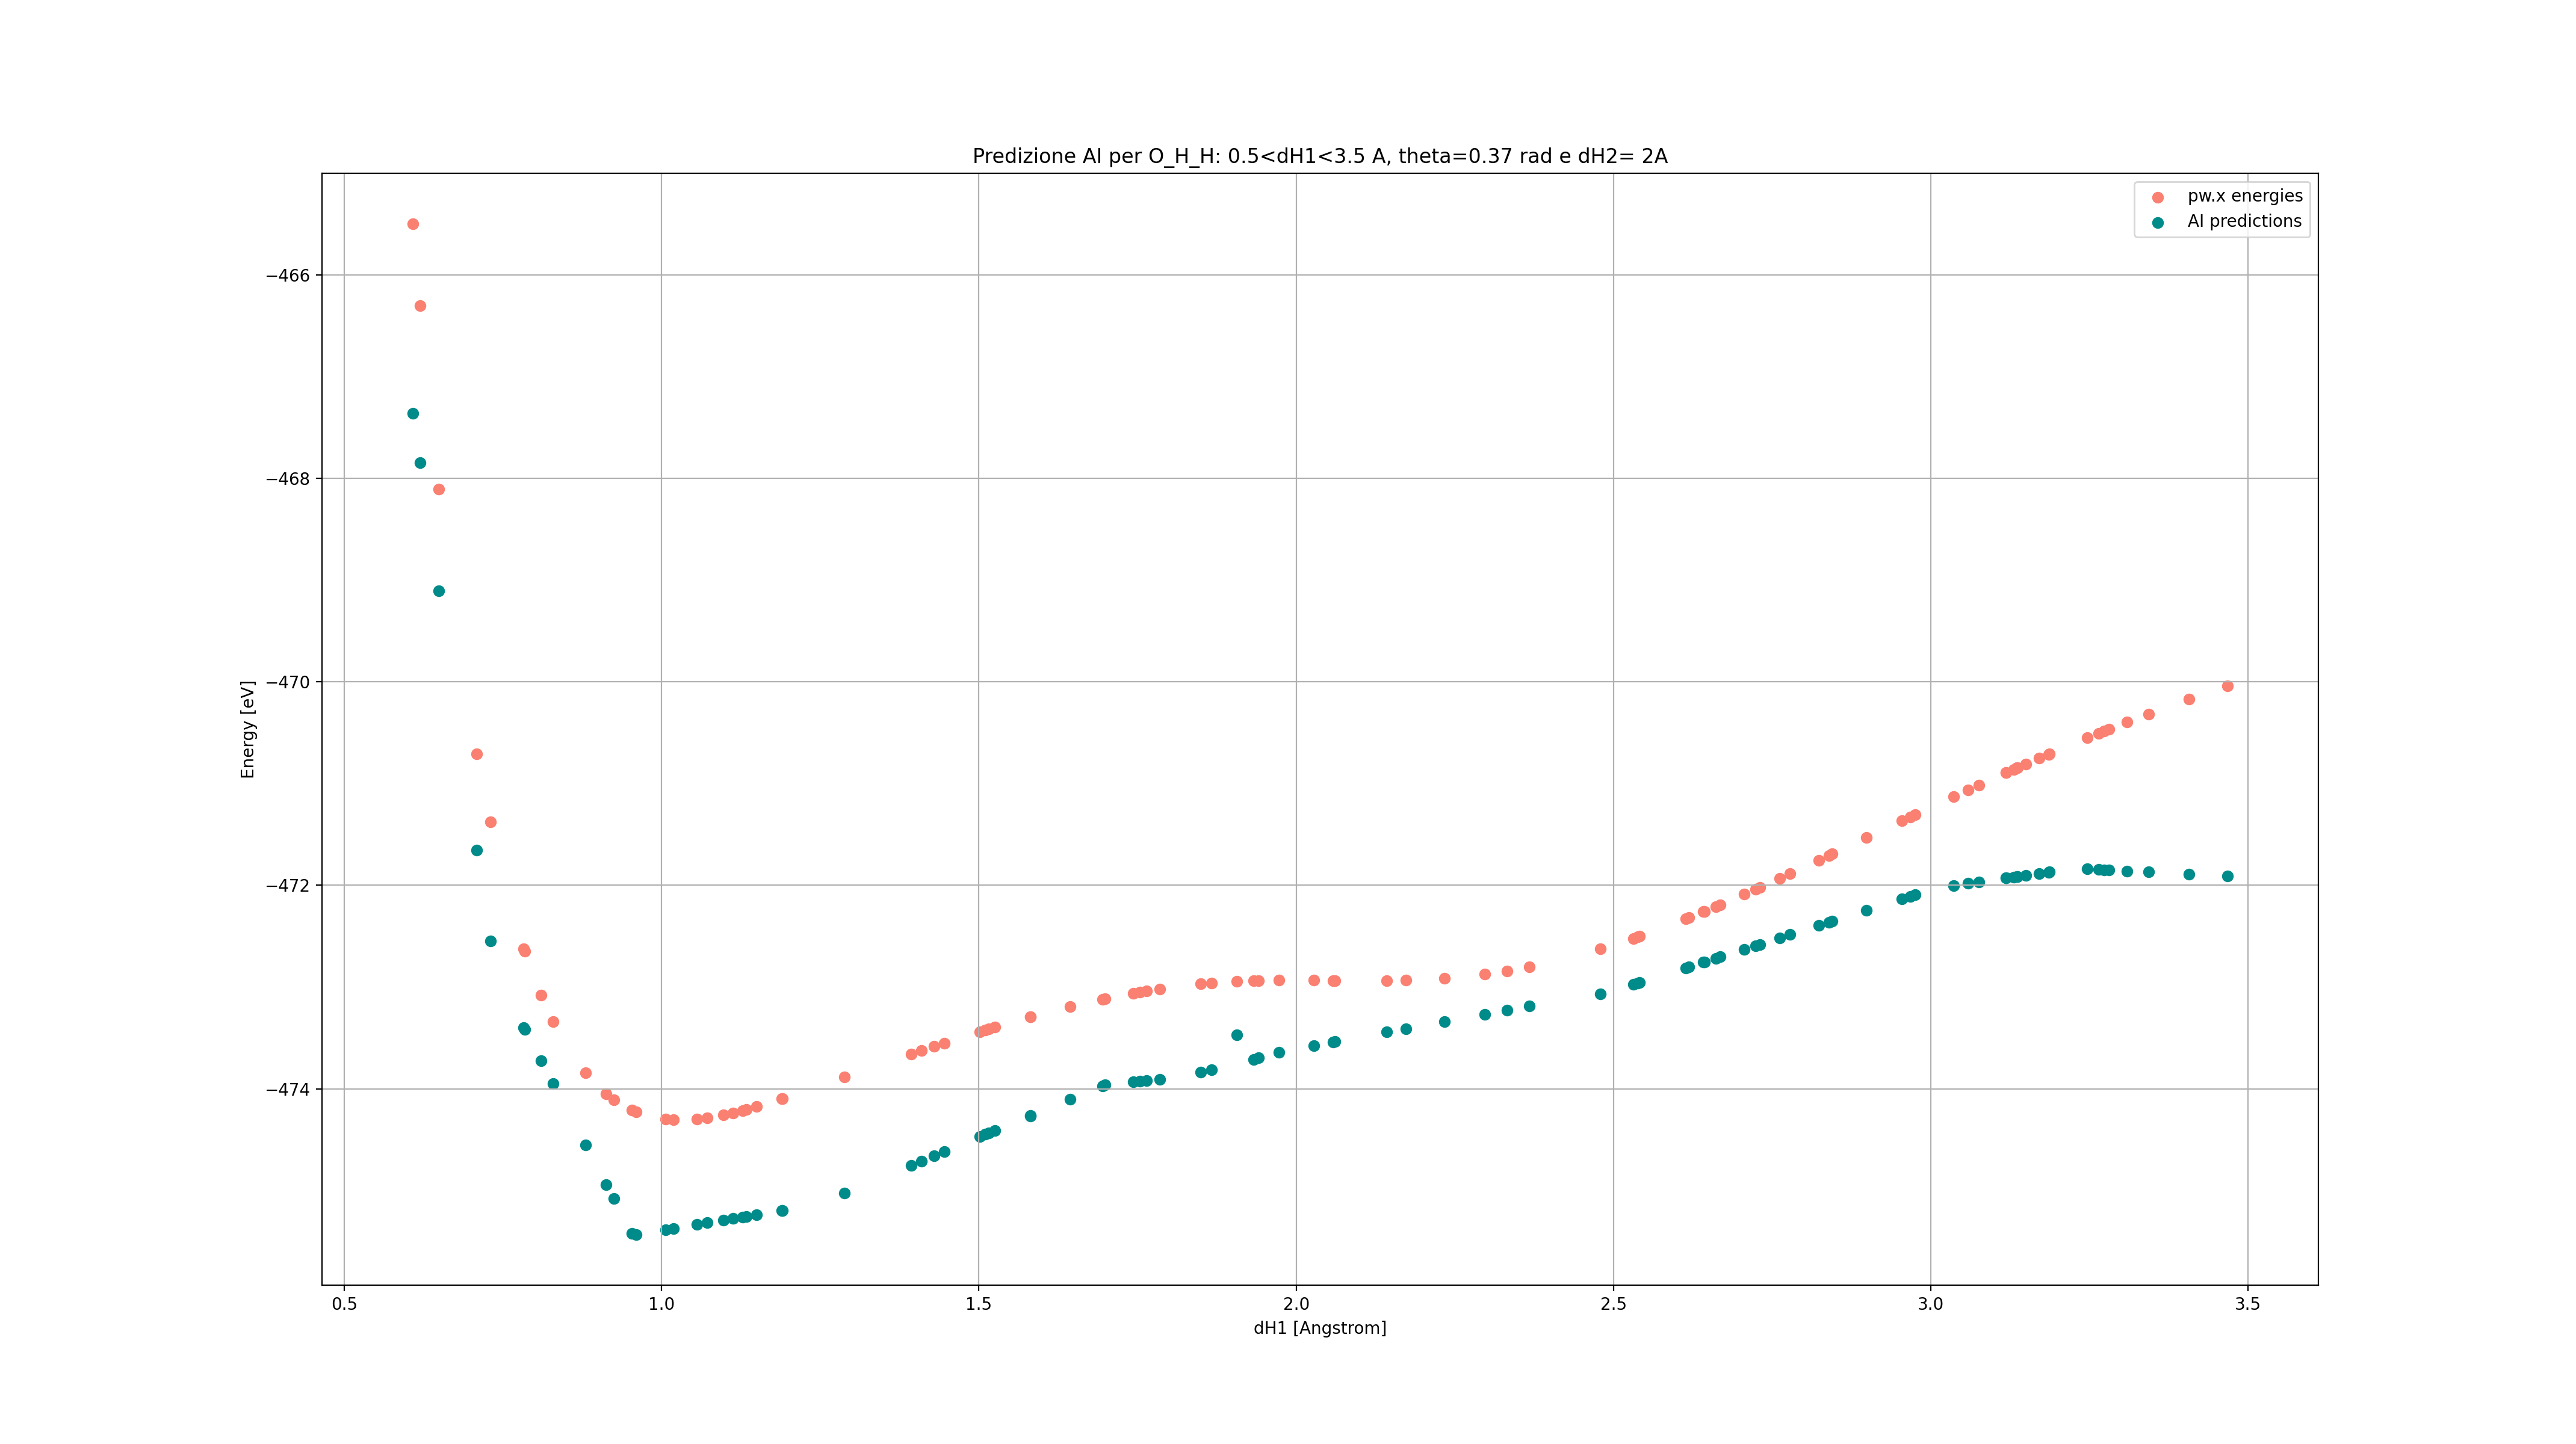 Predizione AI per O_H_H: 0.5<dH1<3.5 A, theta=0.37 rad e dH2= 2A
pw.x energies
AI predictions
−466
−468
−470
−472
−474
Energy [eV]
0.5 1.0 1.5 2.0 2.5 3.0 3.5
dH1 [Angstrom]